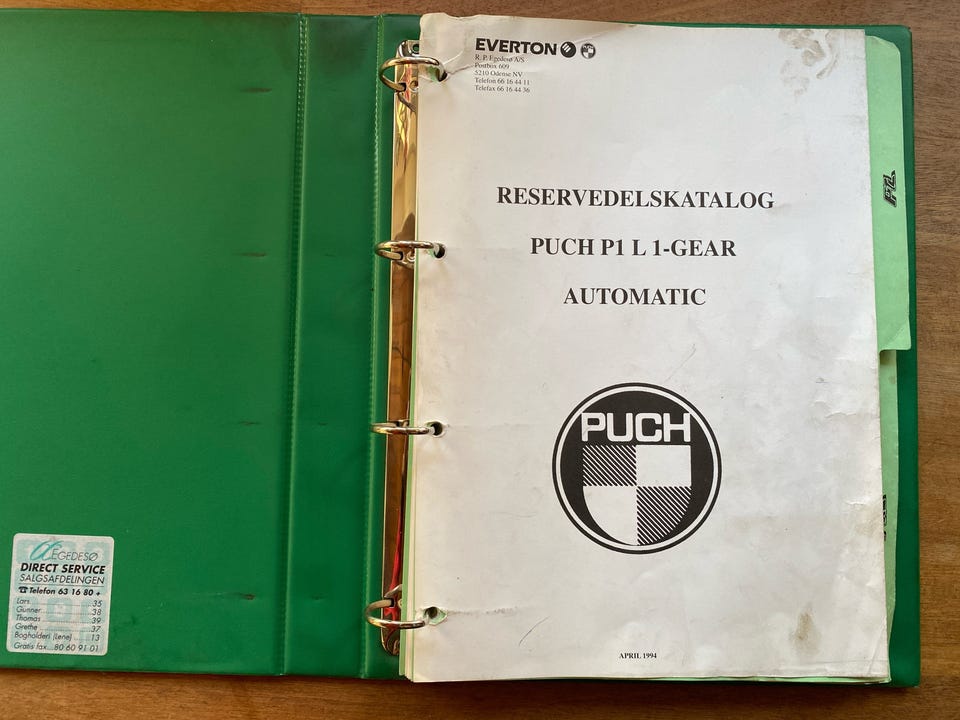 EVERTON
R. P. Egedesø A/S
Postbox 609
5210 Odense NV
Telefon 66 16 44 11
Telefax 66 16 44 36
RESERVEDELSKATALOG
PUCH P1 L 1-GEAR
AUTOMATIC
PUCH
APRIL 1994
EGEDESØ
DIRECT SERVICE
SALGSAFDELINGEN
☎ Telefon 63 16 80 +
Lars 35
Gunner 38
Thomas 39
Grethe 37
Bogholderi (Lene) 13
Gratis fax 80 60 91 01